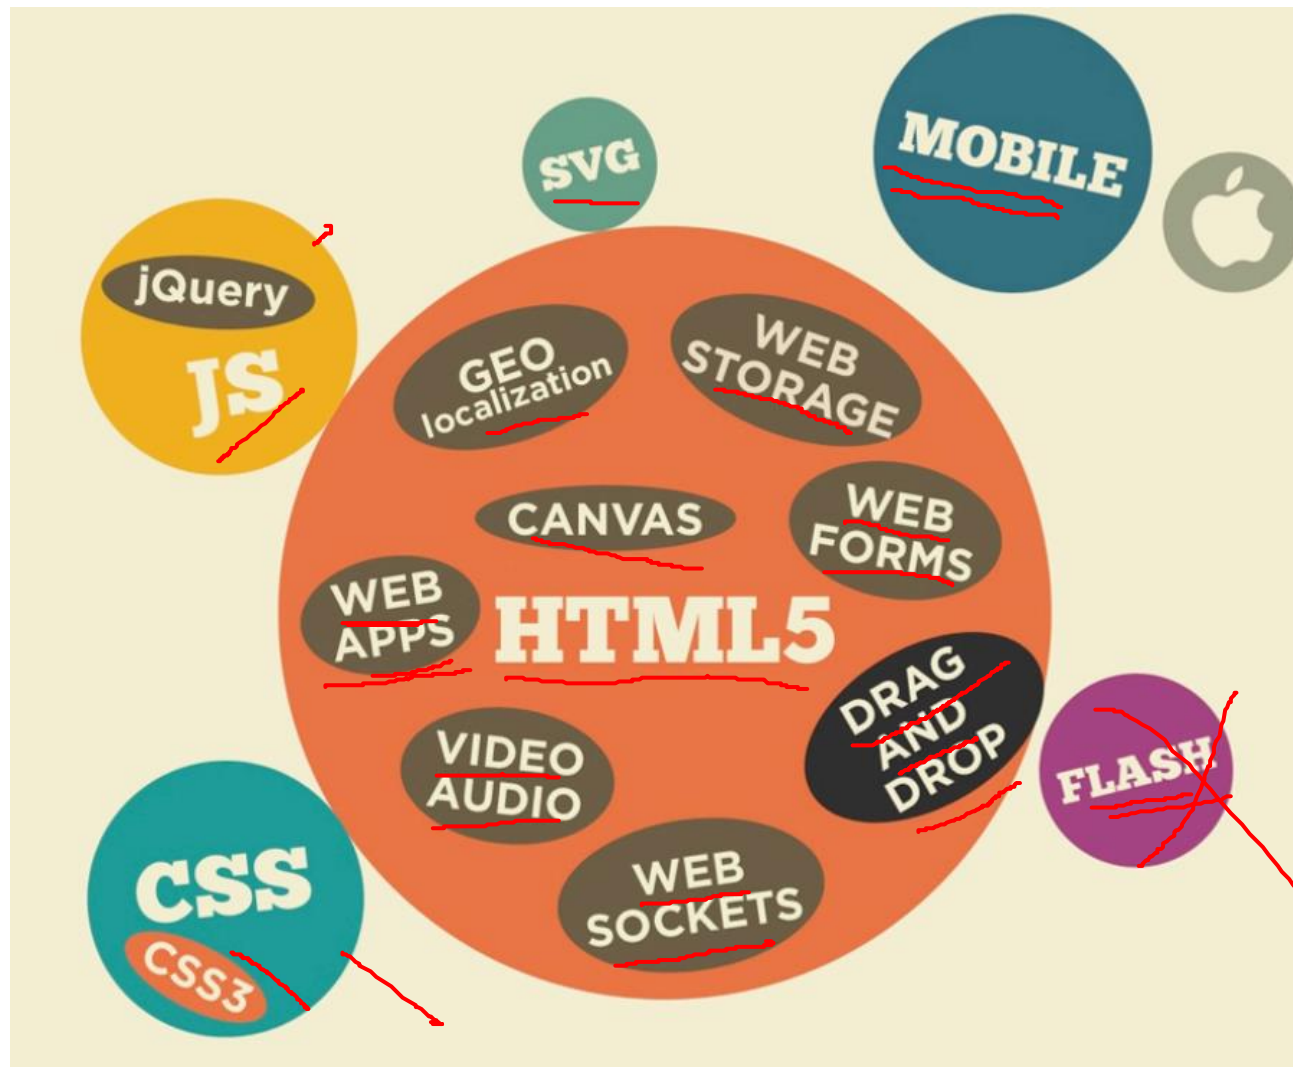 SVG
MOBILE
jQuery
JS
GEO
localization
WEB
STORAGE
CANVAS
WEB
FORMS
WEB
APPS
HTML5
DRAG
AND
DROP
FLASH
VIDEO
AUDIO
WEB
SOCKETS
CSS
CSS3